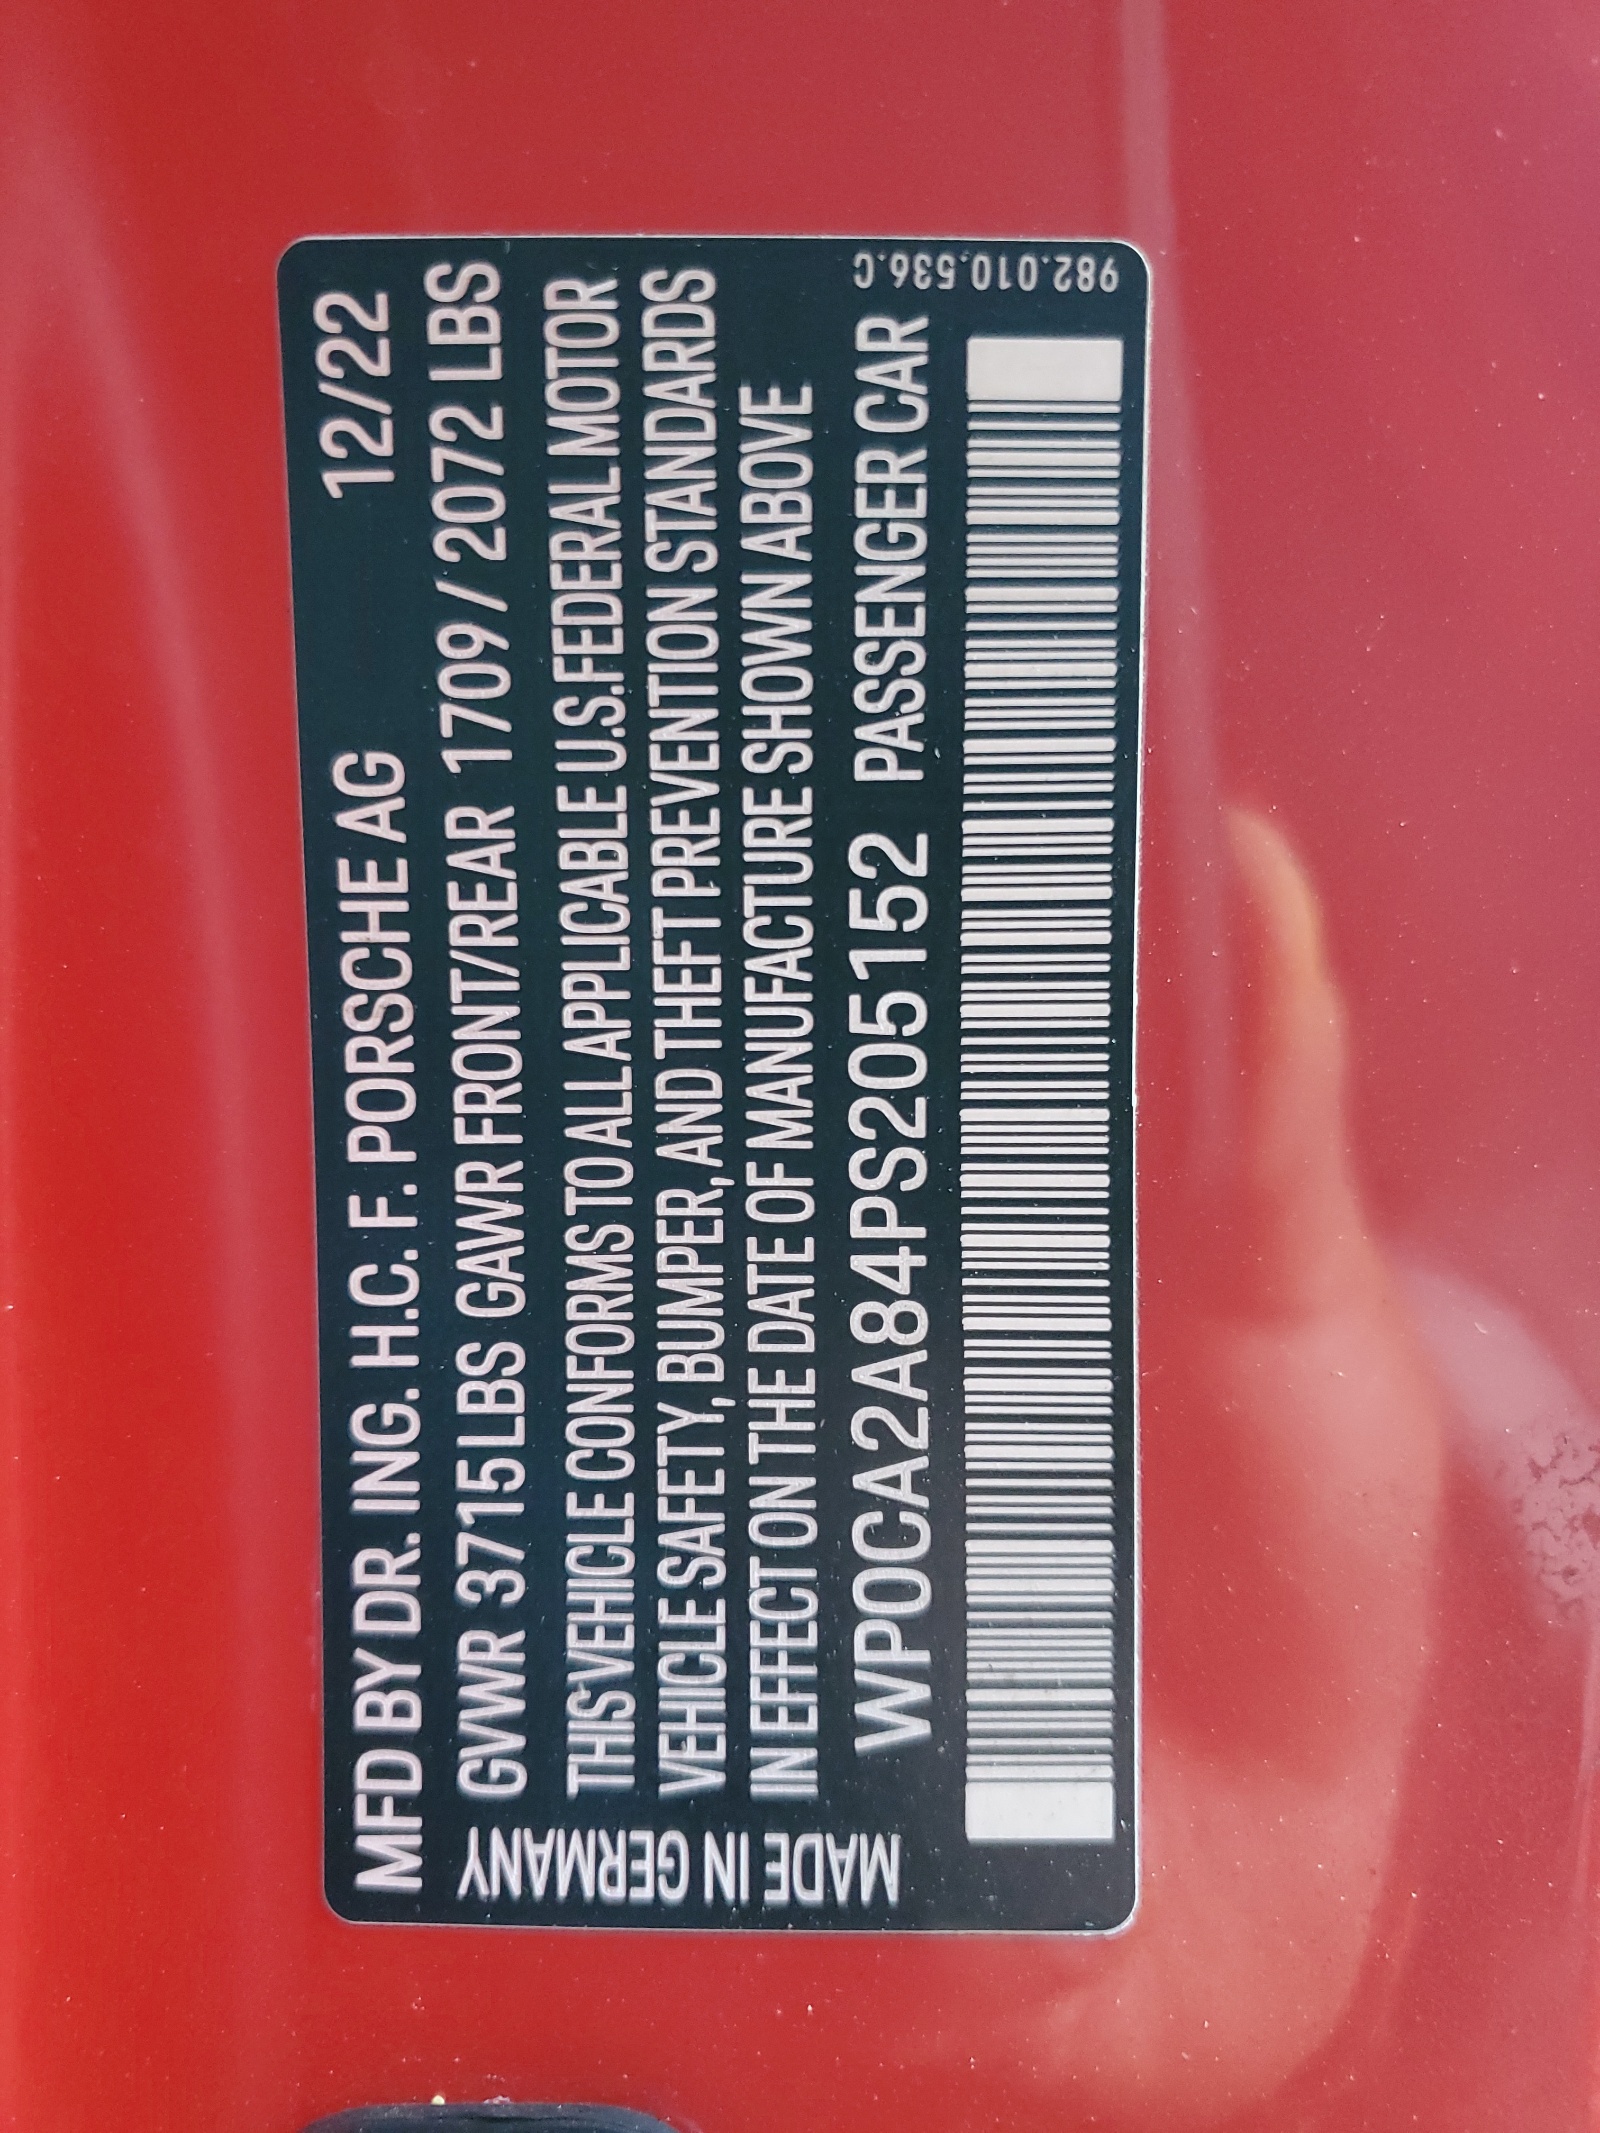 MFD BY DR. ING. H.C. F. PORSCHE AG 12/22
GVWR 3715 LBS GAWR FRONT/REAR 1709 / 2072 LBS
THIS VEHICLE CONFORMS TO ALL APPLICABLE U.S. FEDERAL MOTOR
VEHICLE SAFETY, BUMPER, AND THEFT PREVENTION STANDARDS
IN EFFECT ON THE DATE OF MANUFACTURE SHOWN ABOVE
WP0CA2A84PS205152 PASSENGER CAR
MADE IN GERMANY
982.010.536.C